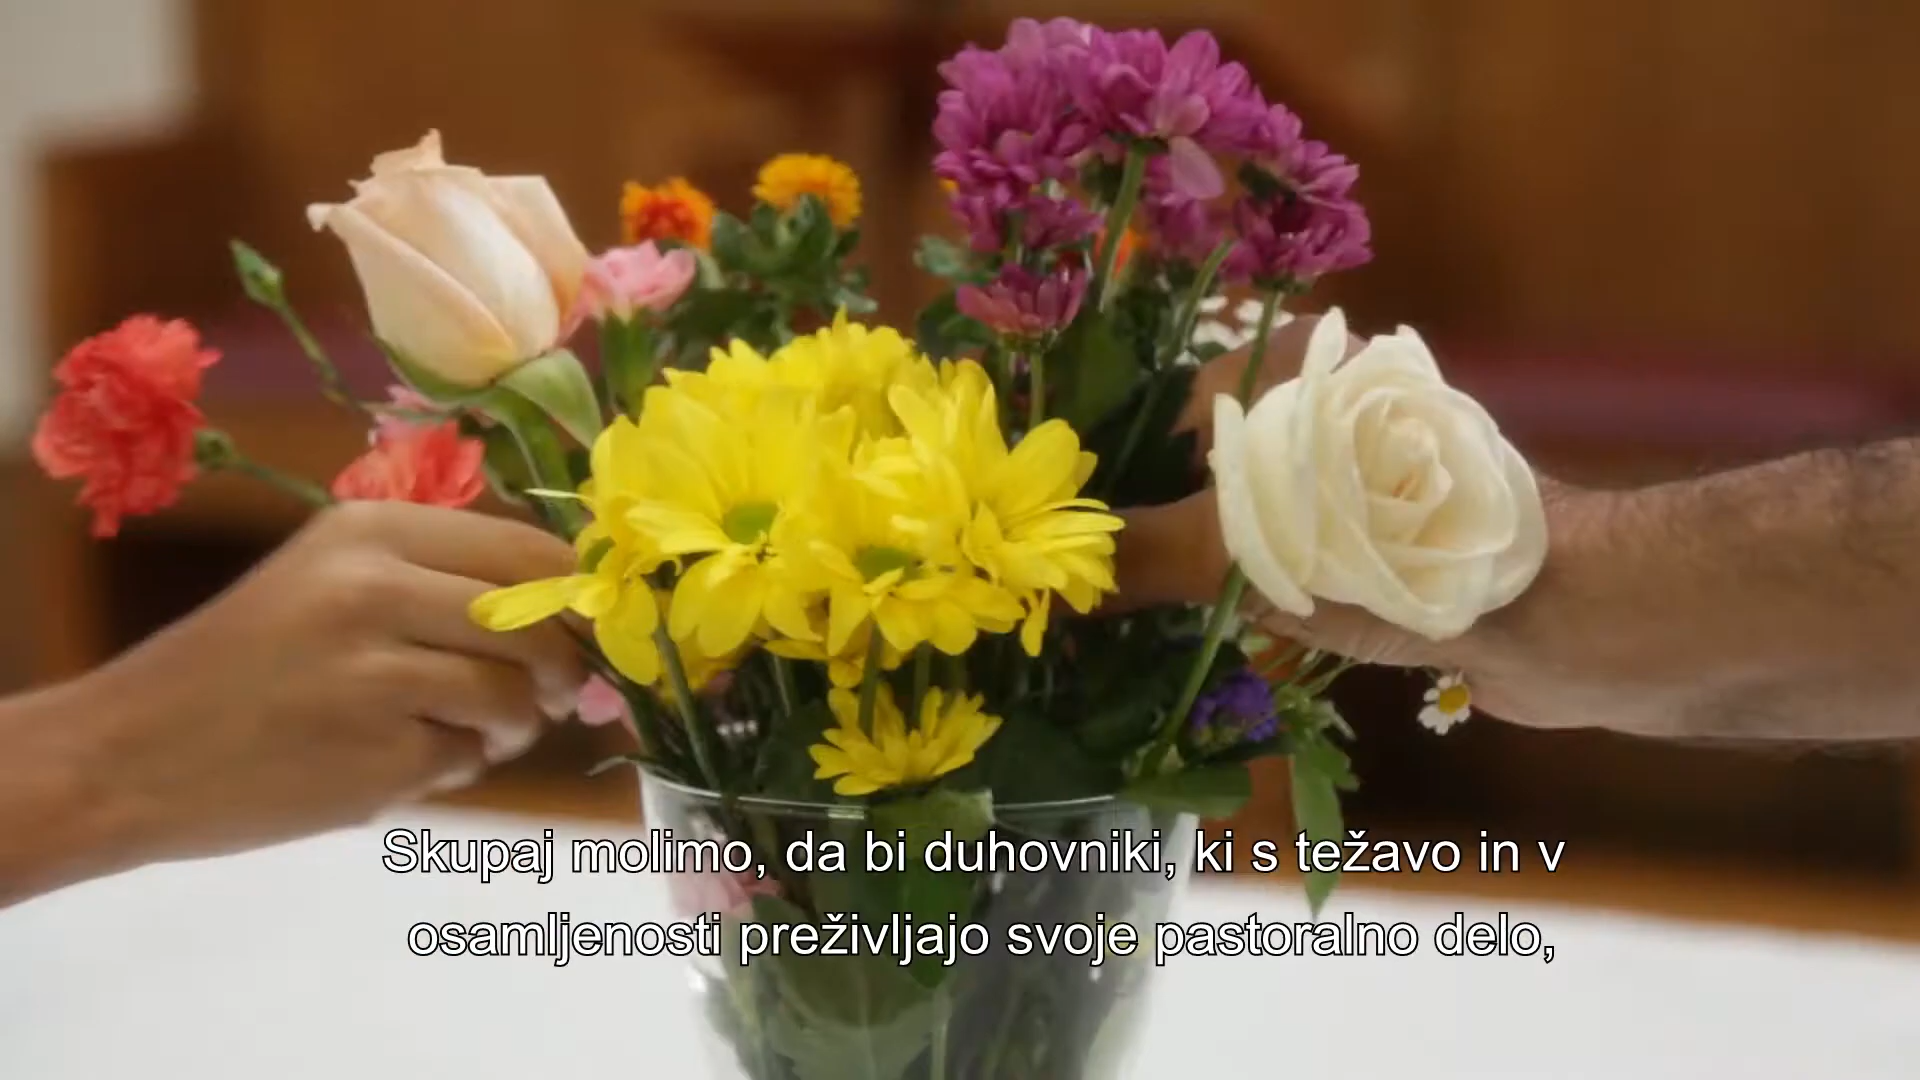 Skupaj molimo, da bi duhovniki, ki s težavo in v
osamljenosti preživljajo svoje pastoralno delo,